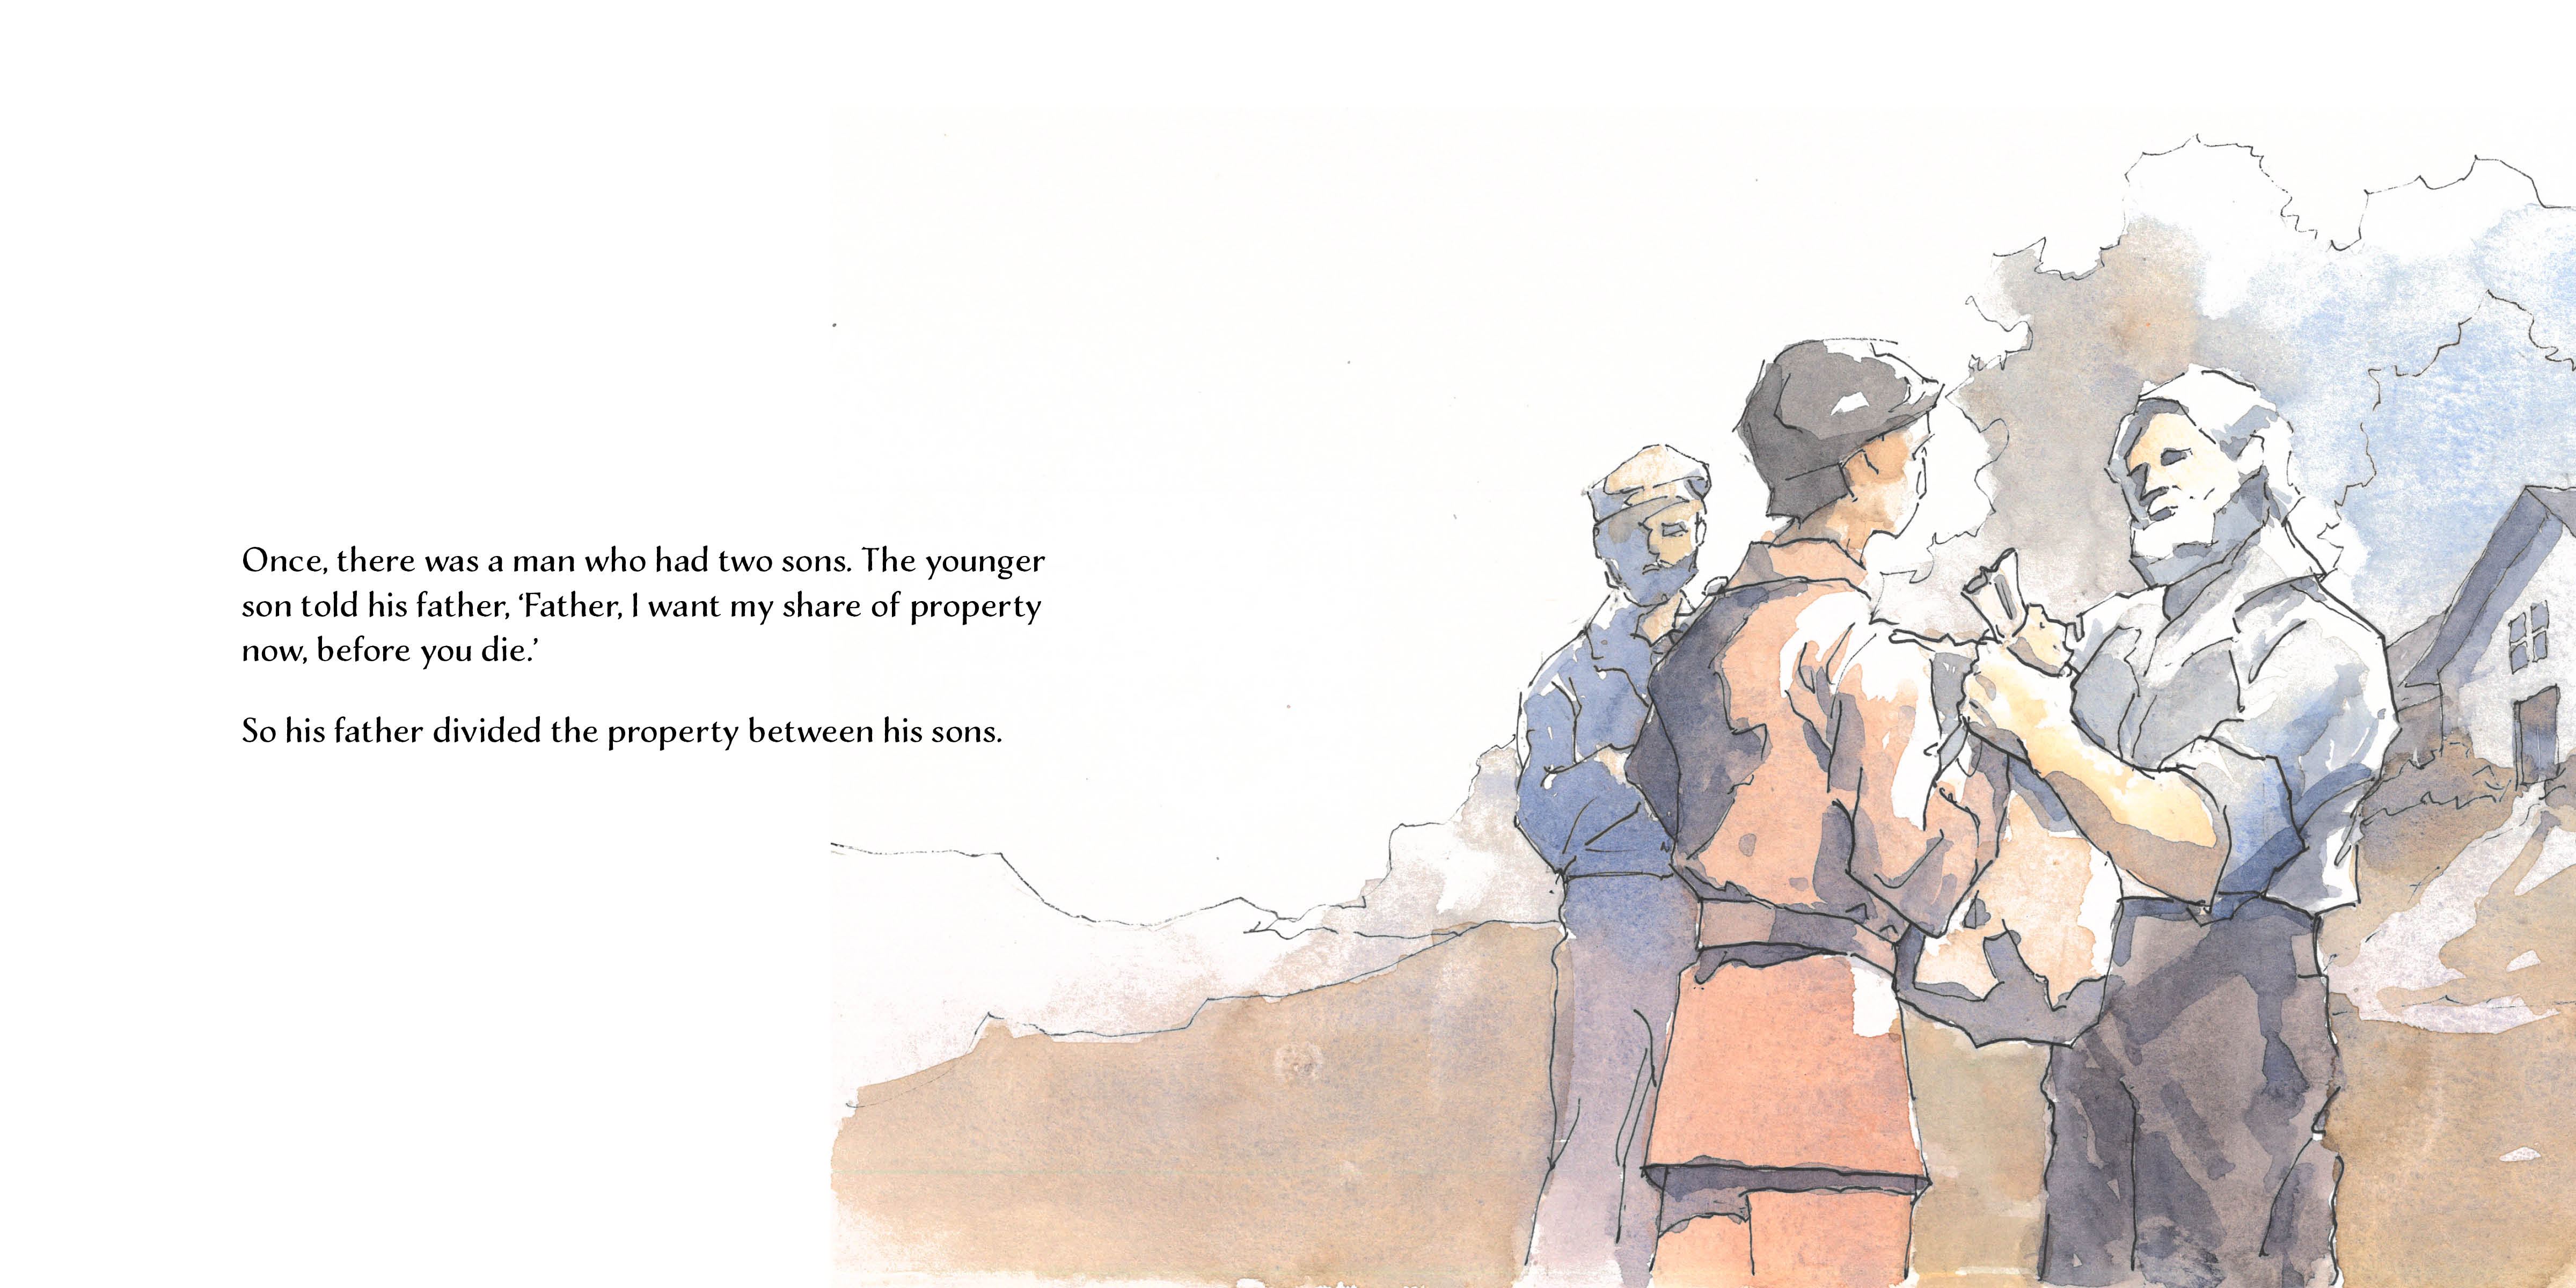 Once, there was a man who had two sons. The younger
son told his father, ‘Father, I want my share of property
now, before you die.’
So his father divided the property between his sons.